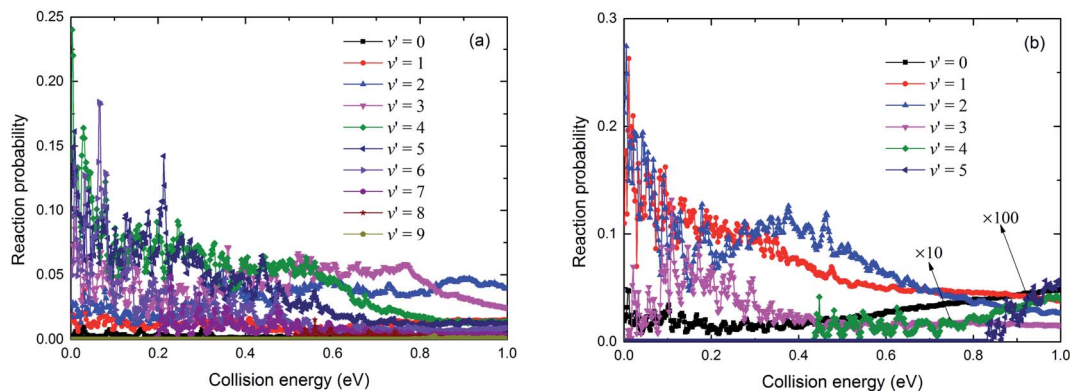 (a)
0.25
0.20
0.15
0.10
0.05
0.00
Reaction probability
v' = 0
v' = 1
v' = 2
v' = 3
v' = 4
v' = 5
v' = 6
v' = 7
v' = 8
v' = 9
0.0 0.2 0.4 0.6 0.8 1.0
Collision energy (eV)
(b)
0.3
0.2
0.1
0.0
Reaction probability
v' = 0
v' = 1
v' = 2
v' = 3
v' = 4
v' = 5
×100
×10
0.0 0.2 0.4 0.6 0.8 1.0
Collision energy (eV)